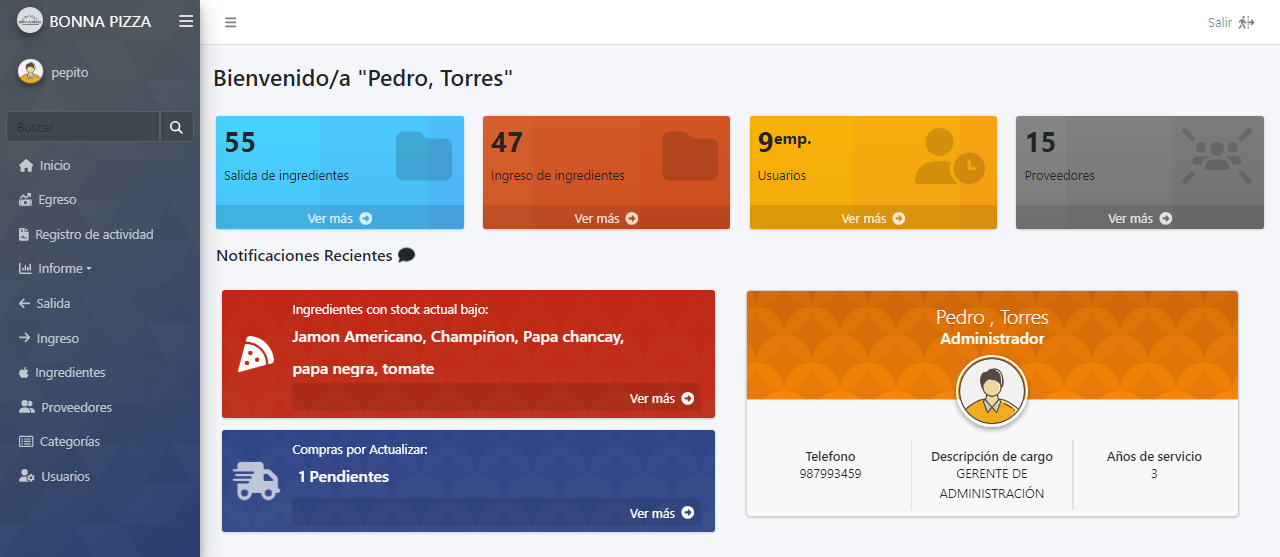 BONNA PIZZA
pepito
Buscar
Inicio
Egreso
Registro de actividad
Informe
Salida
Ingreso
Ingredientes
Proveedores
Categorías
Usuarios
Salir
Bienvenido/a "Pedro, Torres"
55
Salida de ingredientes
Ver más
47
Ingreso de ingredientes
Ver más
9emp.
Usuarios
Ver más
15
Proveedores
Ver más
Notificaciones Recientes
Ingredientes con stock actual bajo:
Jamon Americano, Champiñon, Papa chancay,
papa negra, tomate
Ver más
Compras por Actualizar:
1 Pendientes
Ver más
Pedro , Torres
Administrador
Telefono
987993459
Descripción de cargo
GERENTE DE
ADMINISTRACIÓN
Años de servicio
3